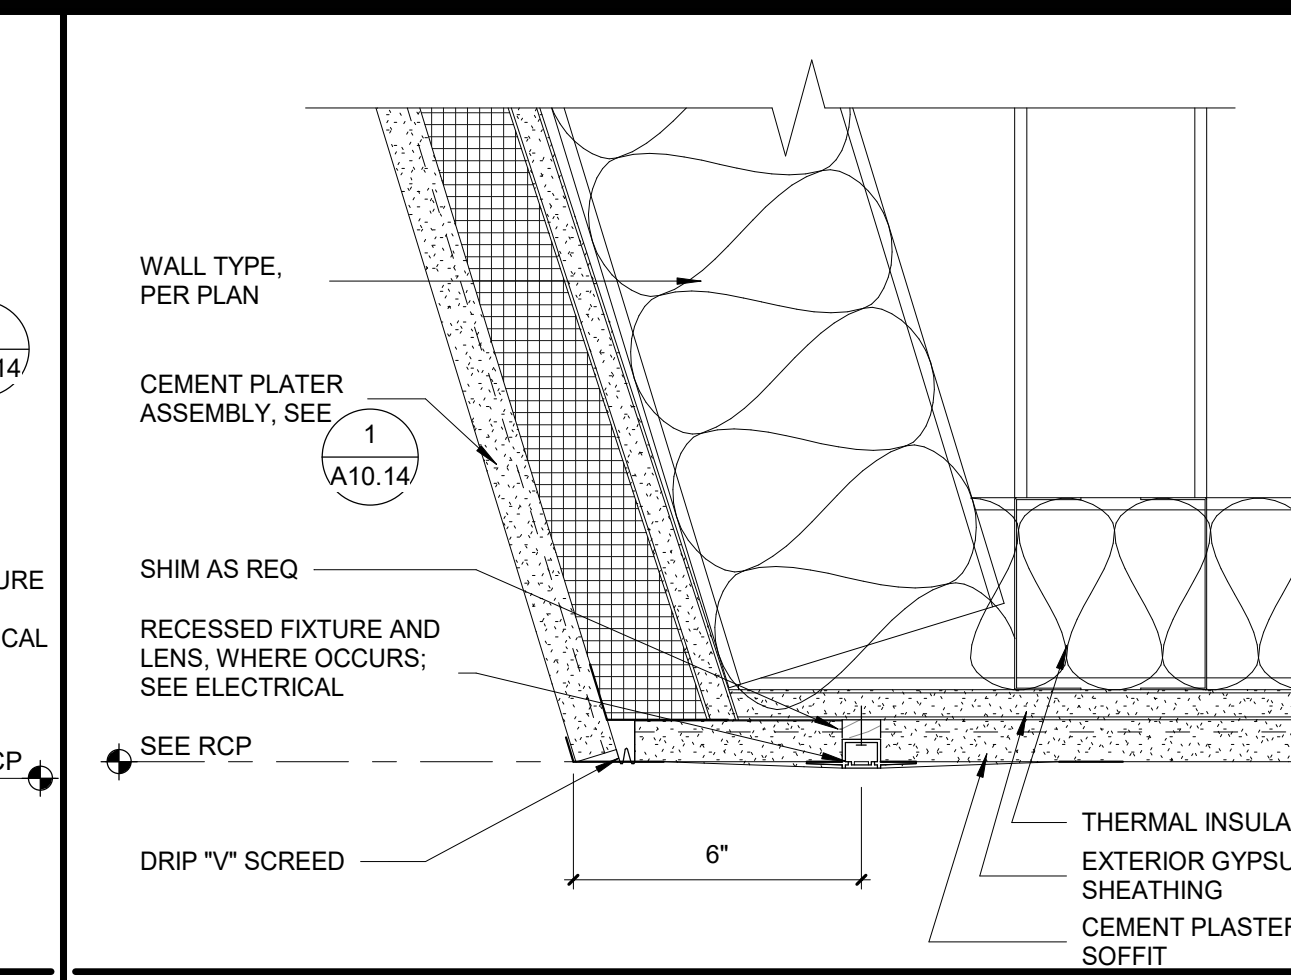 WALL TYPE,
PER PLAN
14
CEMENT PLATER
ASSEMBLY, SEE
1
A10.14
SHIM AS REQ
URE
RECESSED FIXTURE AND
LENS, WHERE OCCURS;
SEE ELECTRICAL
ICAL
SEE RCP
CP
DRIP "V" SCREED
6"
THERMAL INSULA
EXTERIOR GYPSU
SHEATHING
CEMENT PLASTER
SOFFIT